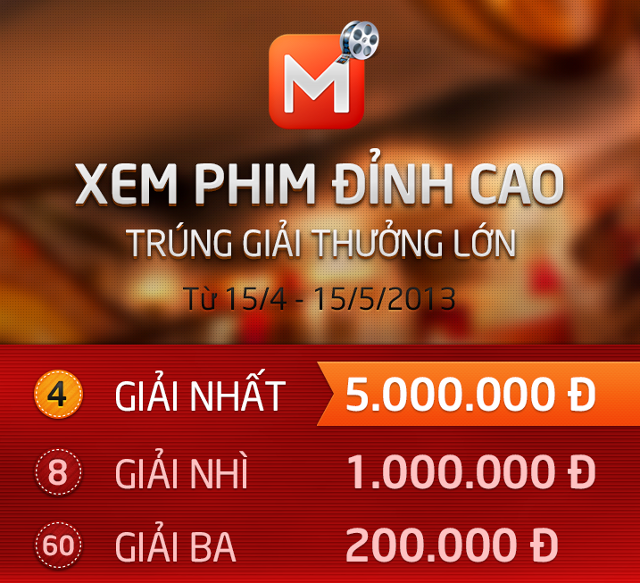 M
XEM PHIM ĐỈNH CAO
TRÚNG GIẢI THƯỞNG LỚN
Từ 15/4 - 15/5/2013
4 GIẢI NHẤT 5.000.000 Đ
8 GIẢI NHÌ 1.000.000 Đ
60 GIẢI BA 200.000 Đ